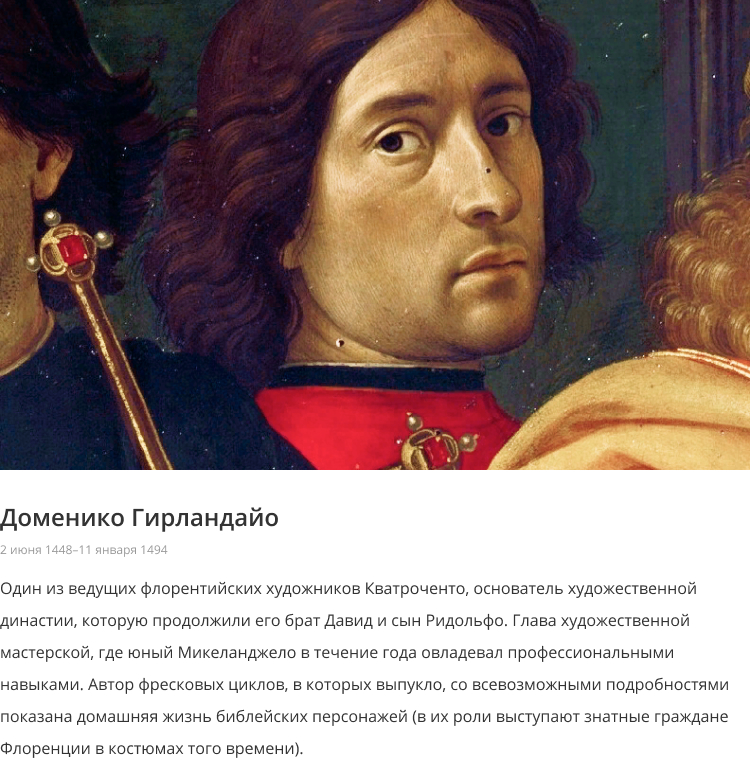 Доменико Гирландайо
2 июня 1448–11 января 1494
Один из ведущих флорентийских художников Кватроченто, основатель художественной
династии, которую продолжили его брат Давид и сын Ридольфо. Глава художественной
мастерской, где юный Микеланджело в течение года овладевал профессиональными
навыками. Автор фресковых циклов, в которых выпукло, со всевозможными подробностями
показана домашняя жизнь библейских персонажей (в их роли выступают знатные граждане
Флоренции в костюмах того времени).